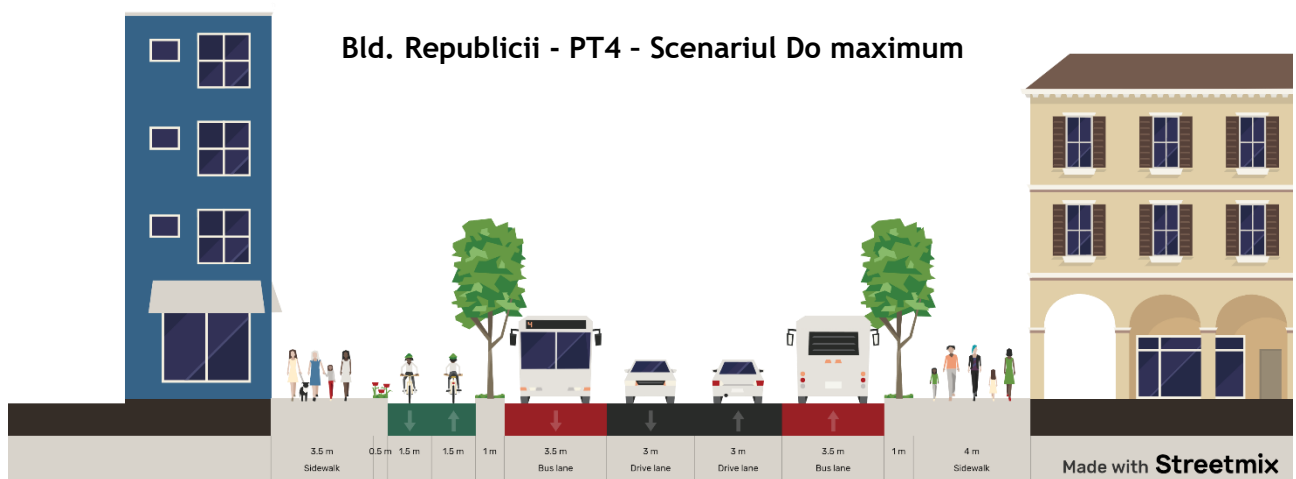 Bld. Republicii - PT4 – Scenariul Do maximum
4
3.5 m 0.5 m 1.5 m 1.5 m 1 m 3.5 m 3 m 3 m 3.5 m 1 m 4 m
Sidewalk Bus lane Drive lane Drive lane Bus lane Sidewalk
Made with Streetmix